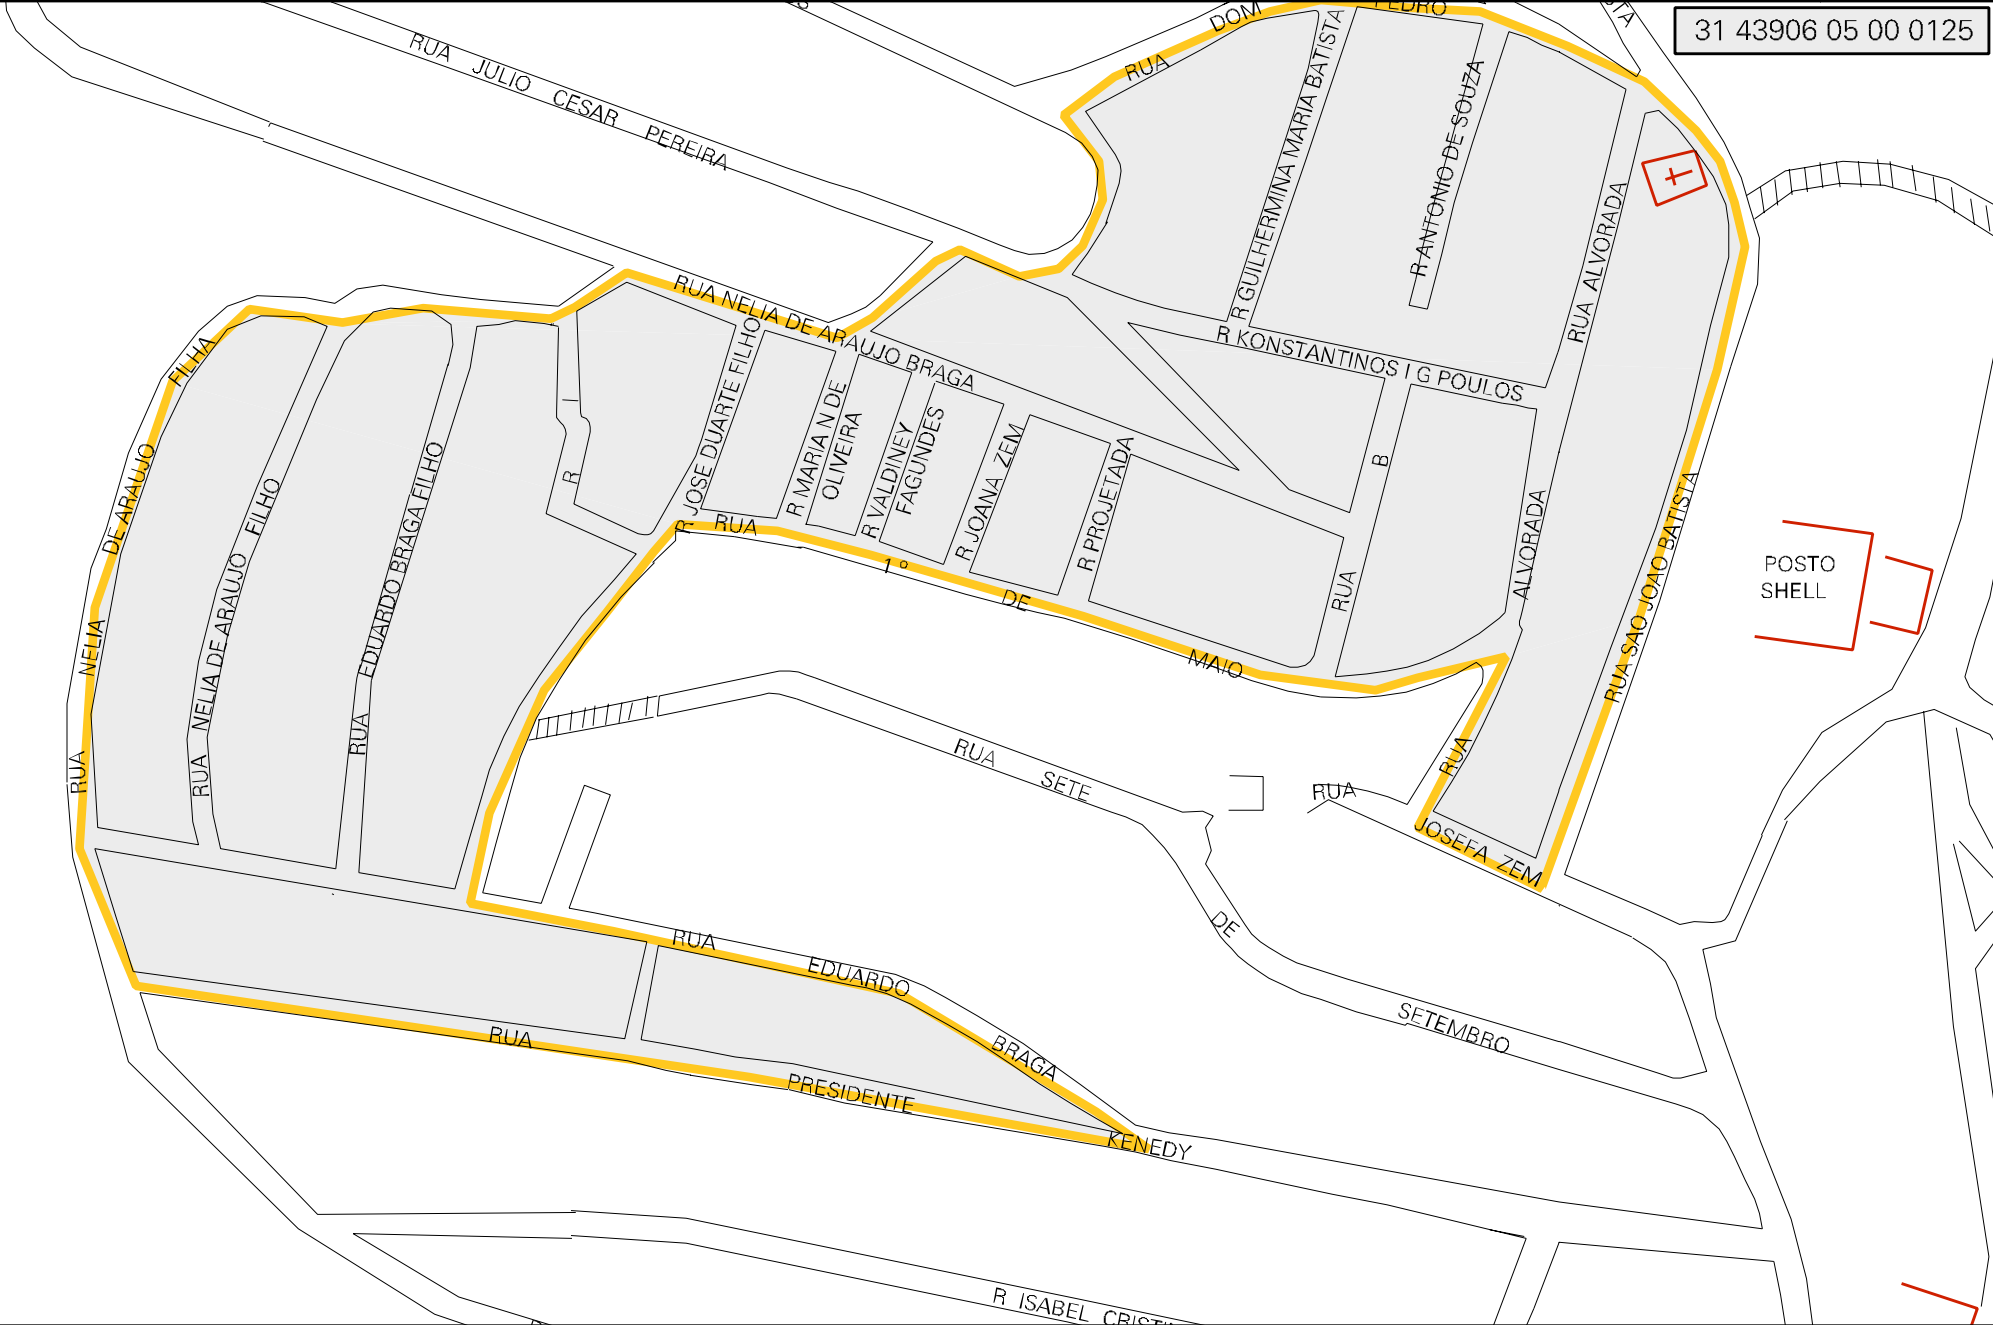 31 43906 05 00 0125
RUA DOM PEDRO
RUA JULIO CESAR PEREIRA
R GUILHERMINA MARIA BATISTA
R ANTONIO DE SOUZA
RUA ALVORADA
R KONSTANTINOS I G POULOS
RUA NELIA DE ARAUJO BRAGA
R JOSE DUARTE FILHO
R MARIA N DE
OLIVEIRA
R VALDINEY
FAGUNDES
R JOANA ZEM
R PROJETADA
RUA B
ALVORADA
RUA SAO JOAO BATISTA
POSTO
SHELL
RUA NELIA DE ARAUJO FILHA
RUA NELIA DE ARAUJO FILHO
RUA EDUARDO BRAGA FILHO
R I
RUA 1º DE MAIO
RUA SETE DE SETEMBRO
RUA
RUA JOSEFA ZEM
RUA EDUARDO BRAGA
RUA PRESIDENTE KENEDY
R ISABEL